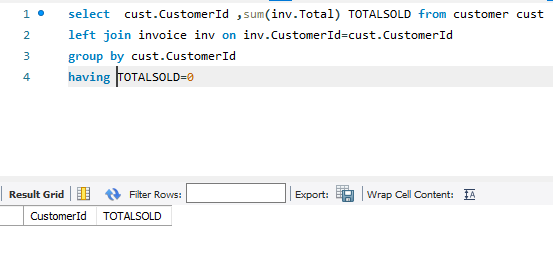 1 select cust.CustomerId ,sum(inv.Total) TOTALSOLD from customer cust
2 left join invoice inv on inv.CustomerId=cust.CustomerId
3 group by cust.CustomerId
4 having TOTALSOLD=0
Result Grid Filter Rows: Export: Wrap Cell Content: IA
CustomerId TOTALSOLD